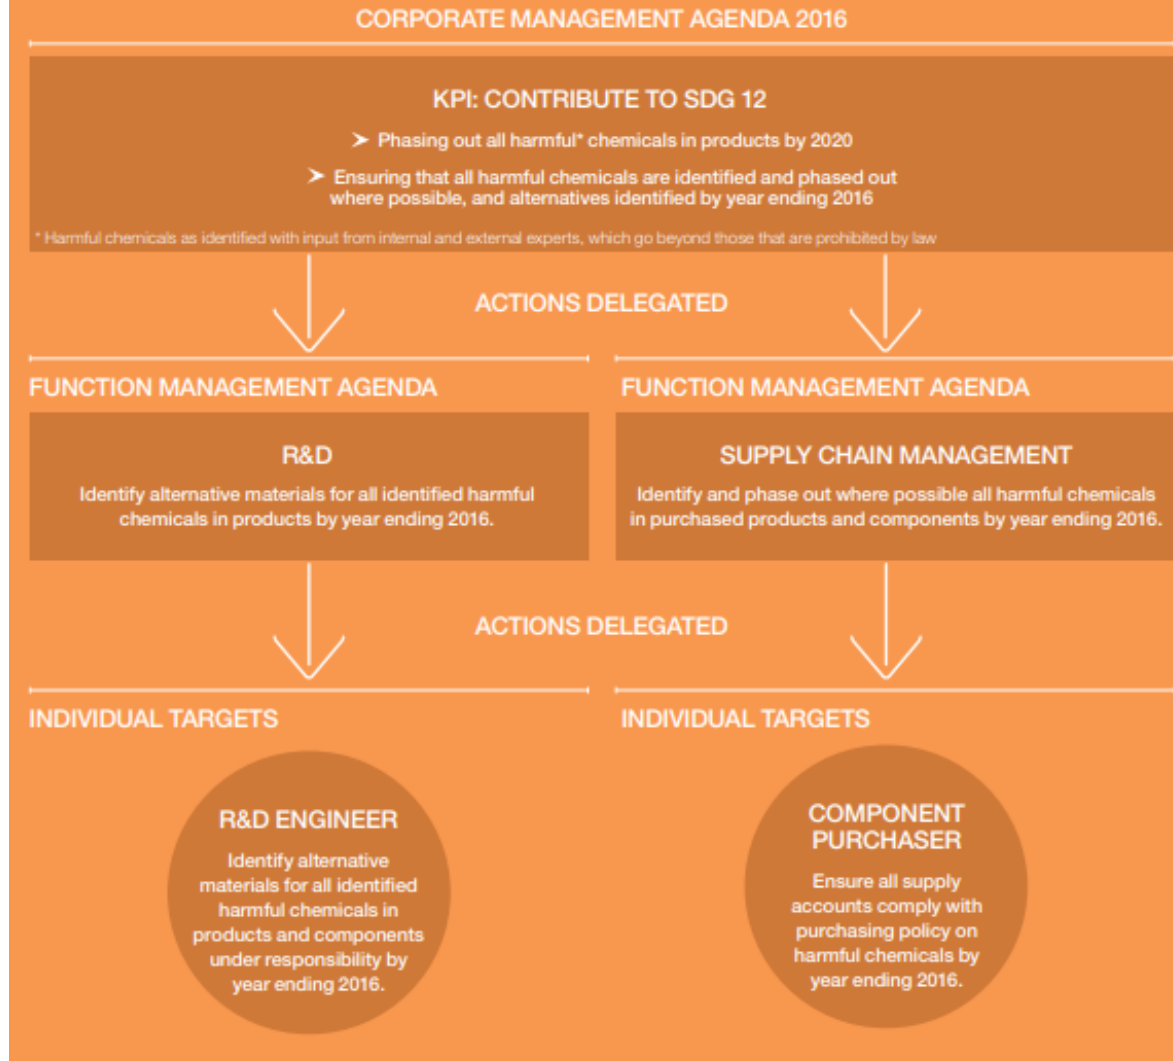 CORPORATE MANAGEMENT AGENDA 2016
KPI: CONTRIBUTE TO SDG 12
➤ Phasing out all harmful* chemicals in products by 2020
➤ Ensuring that all harmful chemicals are identified and phased out
where possible, and alternatives identified by year ending 2016
* Harmful chemicals as identified with input from internal and external experts, which go beyond those that are prohibited by law
ACTIONS DELEGATED
FUNCTION MANAGEMENT AGENDA
R&D
Identify alternative materials for all identified harmful
chemicals in products by year ending 2016.
FUNCTION MANAGEMENT AGENDA
SUPPLY CHAIN MANAGEMENT
Identify and phase out where possible all harmful chemicals
in purchased products and components by year ending 2016.
ACTIONS DELEGATED
INDIVIDUAL TARGETS
R&D ENGINEER
Identify alternative
materials for all identified
harmful chemicals in
products and components
under responsibility by
year ending 2016.
INDIVIDUAL TARGETS
COMPONENT
PURCHASER
Ensure all supply
accounts comply with
purchasing policy on
harmful chemicals by
year ending 2016.